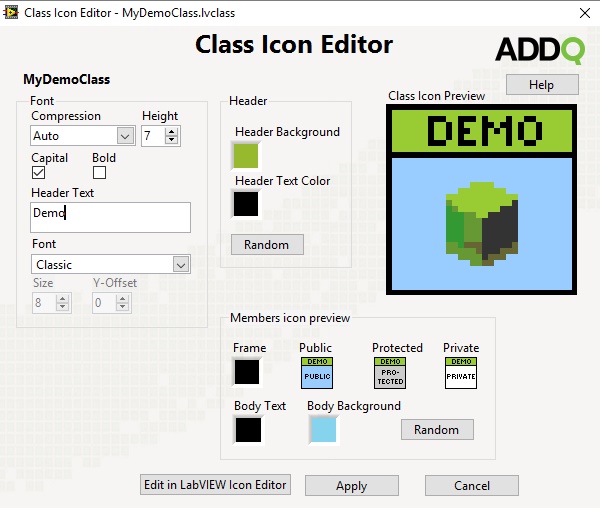 Class Icon Editor - MyDemoClass.lvclass
Class Icon Editor
ADDQ
MyDemoClass
Help
Font
Compression
Height
Auto
7
Capital
Bold
Header Text
Demo
Font
Classic
Size
Y-Offset
8
0
Header
Header Background
Header Text Color
Random
Class Icon Preview
DEMO
Members icon preview
Frame
Public
Protected
Private
DEMO
PUBLIC
DEMO
PRO-
TECTED
DEMO
PRIVATE
Body Text
Body Background
Random
Edit in LabVIEW Icon Editor
Apply
Cancel